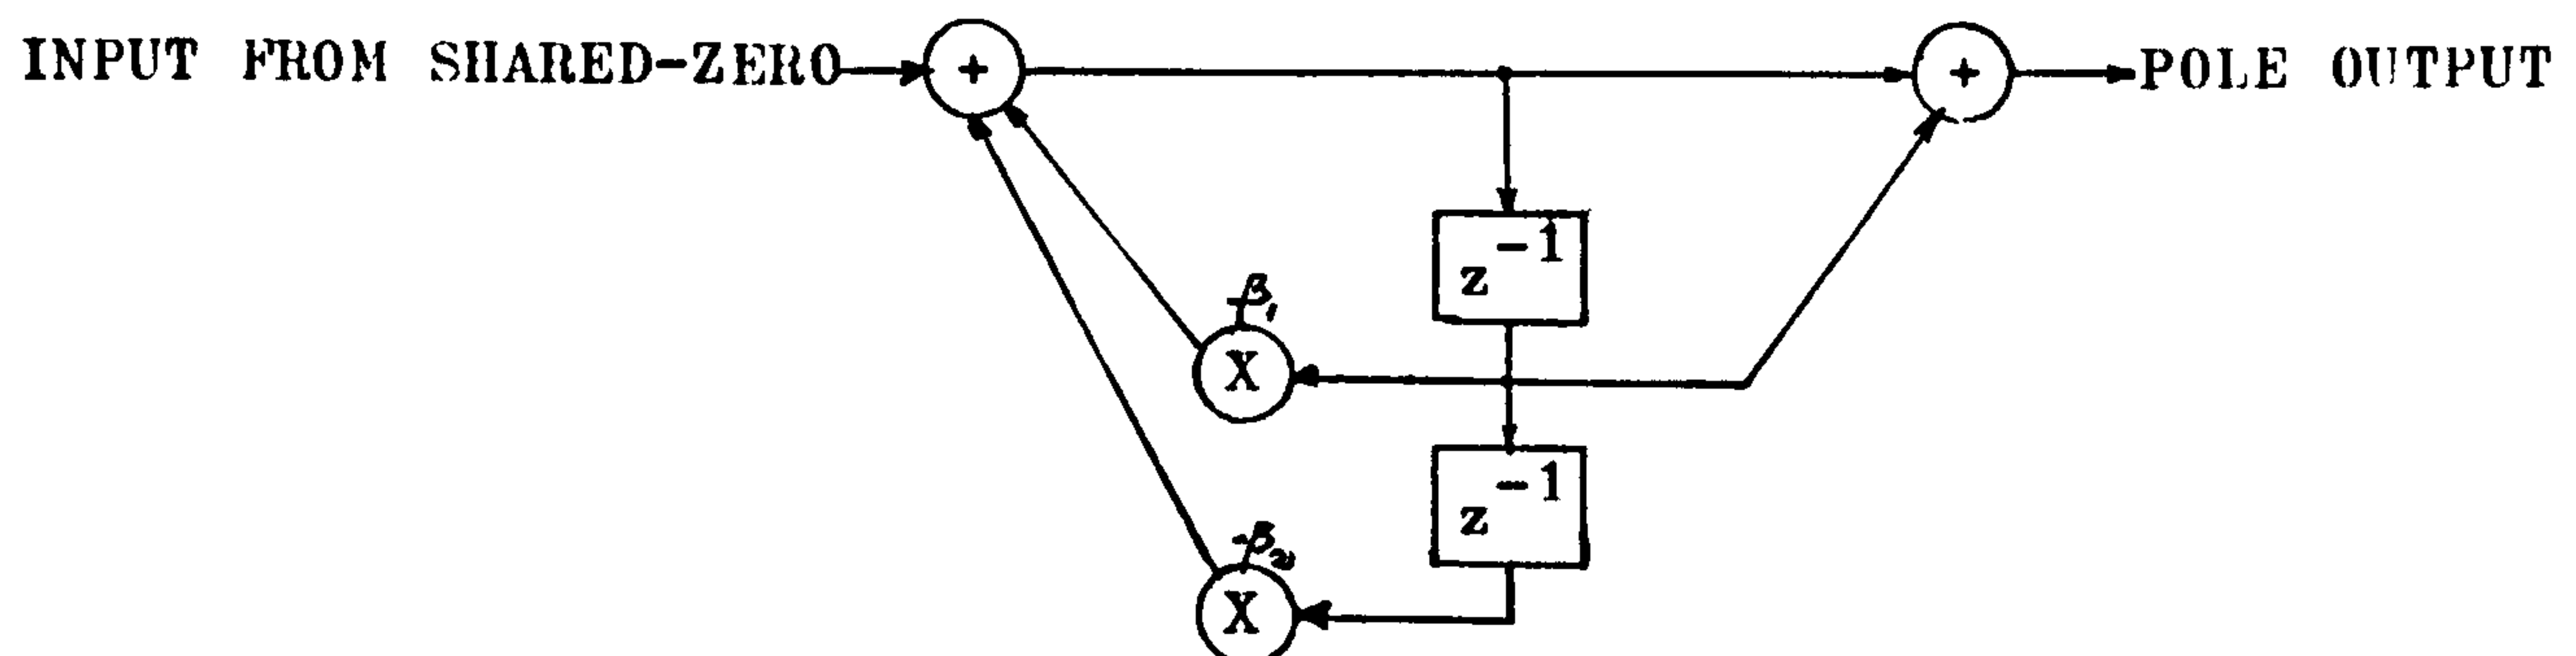 INPUT FROM SHARED-ZERO + + POLE OUTPUT
z⁻¹
-β₁
X
z⁻¹
-β₂
X